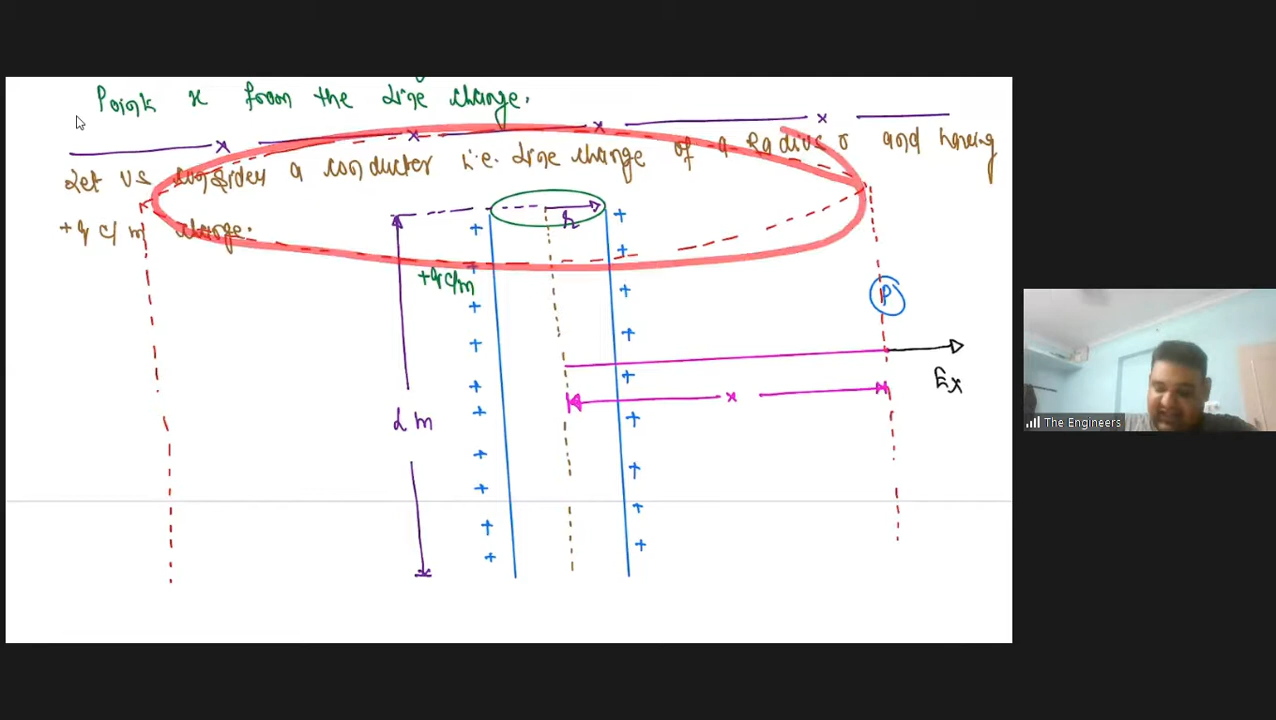 Point x from the Line charge.
Let us consider a conductor i.e. Line charge of a Radius r and having
+q c/m charge.
r
+qc/m
P
Ex
x
L m
The Engineers